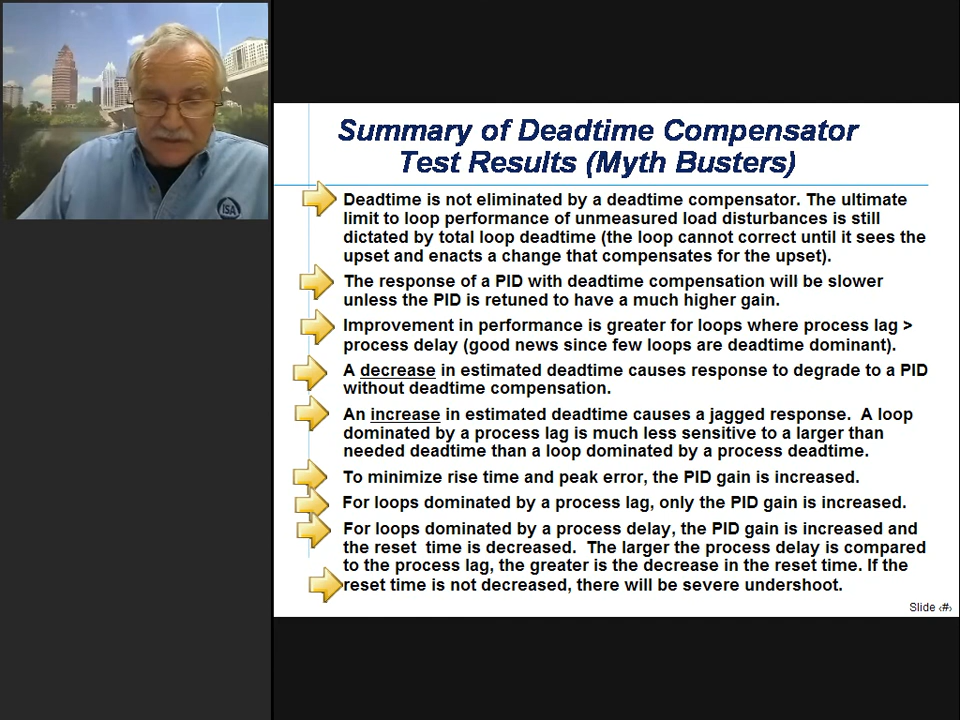 Summary of Deadtime Compensator
Test Results (Myth Busters)
Deadtime is not eliminated by a deadtime compensator. The ultimate
limit to loop performance of unmeasured load disturbances is still
dictated by total loop deadtime (the loop cannot correct until it sees the
upset and enacts a change that compensates for the upset).
The response of a PID with deadtime compensation will be slower
unless the PID is retuned to have a much higher gain.
Improvement in performance is greater for loops where process lag >
process delay (good news since few loops are deadtime dominant).
A decrease in estimated deadtime causes response to degrade to a PID
without deadtime compensation.
An increase in estimated deadtime causes a jagged response. A loop
dominated by a process lag is much less sensitive to a larger than
needed deadtime than a loop dominated by a process deadtime.
To minimize rise time and peak error, the PID gain is increased.
For loops dominated by a process lag, only the PID gain is increased.
For loops dominated by a process delay, the PID gain is increased and
the reset time is decreased. The larger the process delay is compared
to the process lag, the greater is the decrease in the reset time. If the
reset time is not decreased, there will be severe undershoot.
Slide ‹#›
ISA